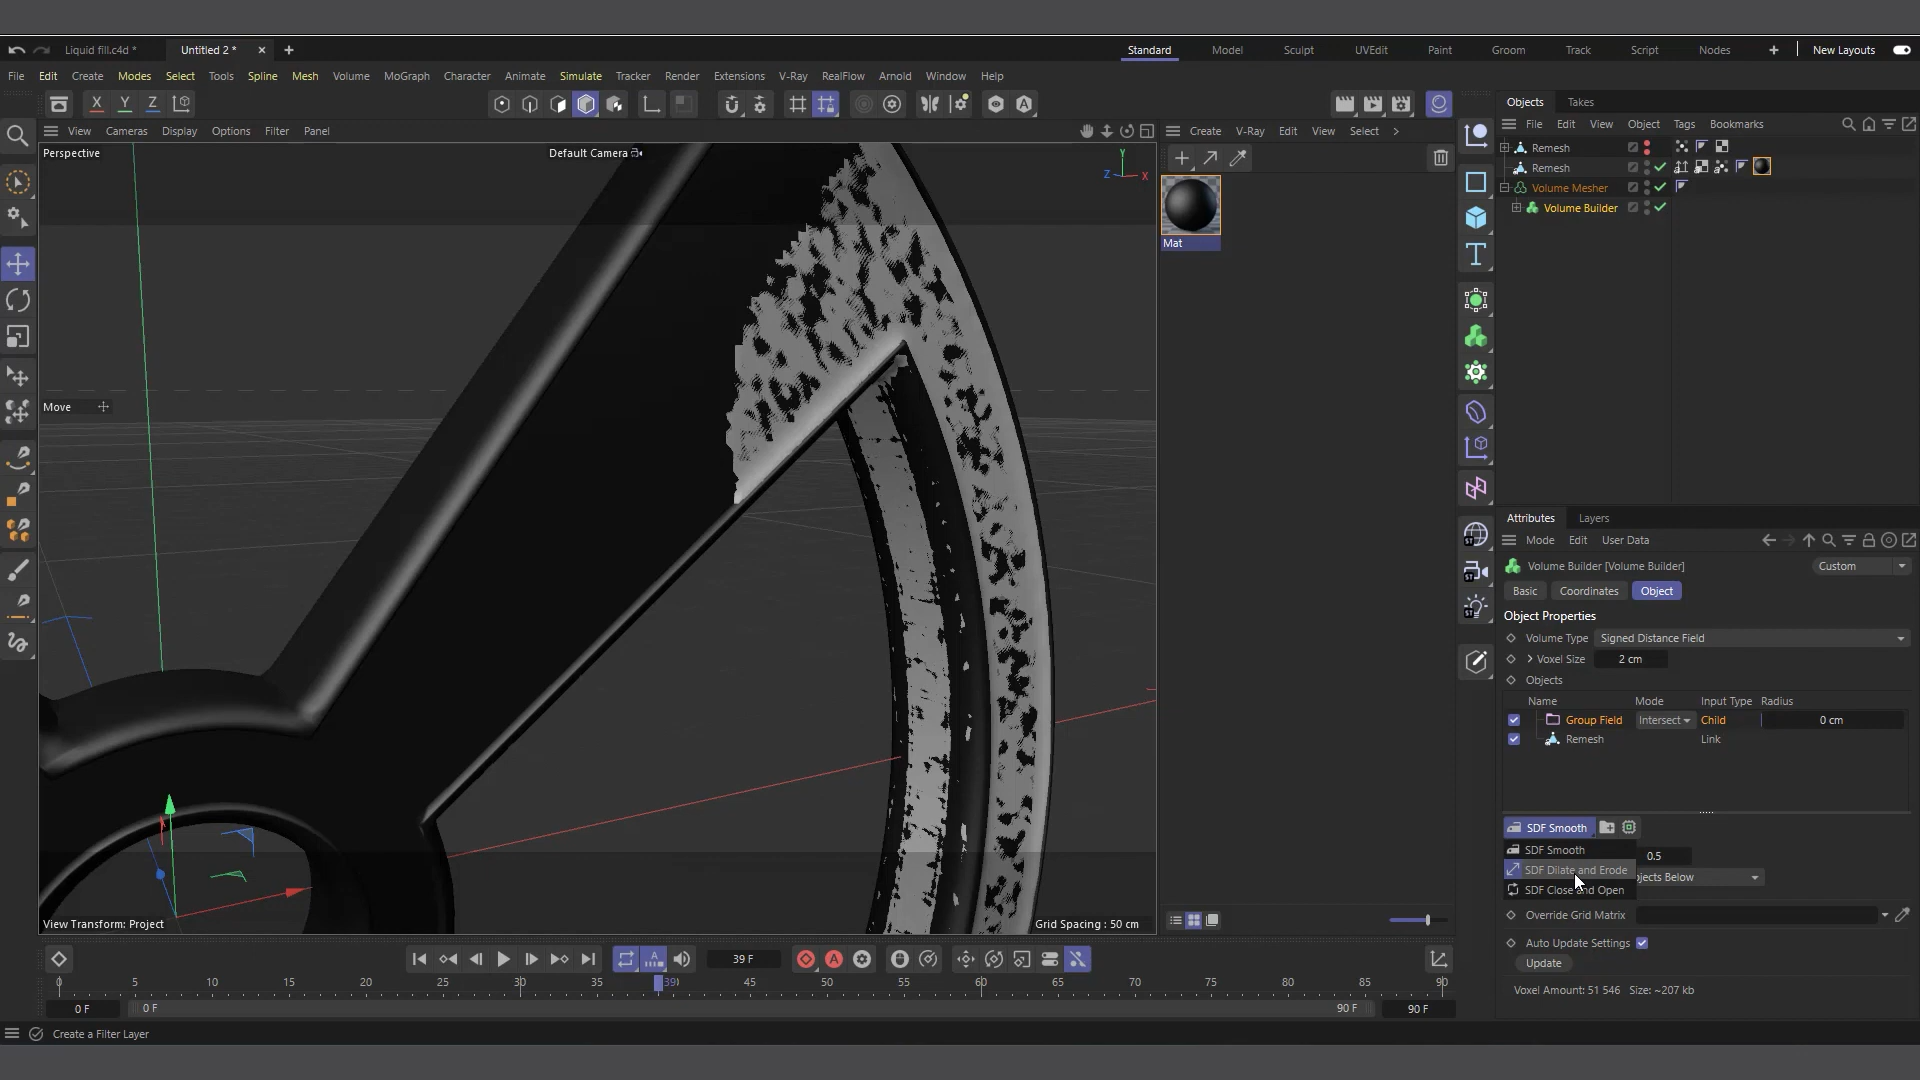 Liquid fill.c4d *
Untitled 2 *
Standard
Model
Sculpt
UVEdit
Paint
Groom
Track
Script
Nodes
New Layouts
File Edit Create Modes Select Tools Spline Mesh Volume MoGraph Character Animate Simulate Tracker Render Extensions V-Ray RealFlow Arnold Window Help
X Y Z
Objects Takes
View Cameras Display Options Filter Panel
Create V-Ray Edit View Select
File Edit View Object Tags Bookmarks
Perspective
Default Camera
Y
Z X
Remesh
Remesh
Volume Mesher
Volume Builder
Mat
Move
Attributes Layers
Mode Edit User Data
Volume Builder [Volume Builder]
Custom
Basic Coordinates Object
Object Properties
Volume Type Signed Distance Field
Voxel Size 2 cm
Objects
Name Mode Input Type Radius
Group Field Intersect Child 0 cm
Remesh Link
SDF Smooth
SDF Smooth
0.5
SDF Dilate and Erode
bjects Below
SDF Close and Open
Override Grid Matrix
Auto Update Settings
Update
Voxel Amount: 51 546 Size: ~207 kb
View Transform: Project
Grid Spacing : 50 cm
39 F
0 5 10 15 20 25 30 35 39 45 50 55 60 65 70 75 80 85 90
0 F
0 F
90 F
90 F
Create a Filter Layer